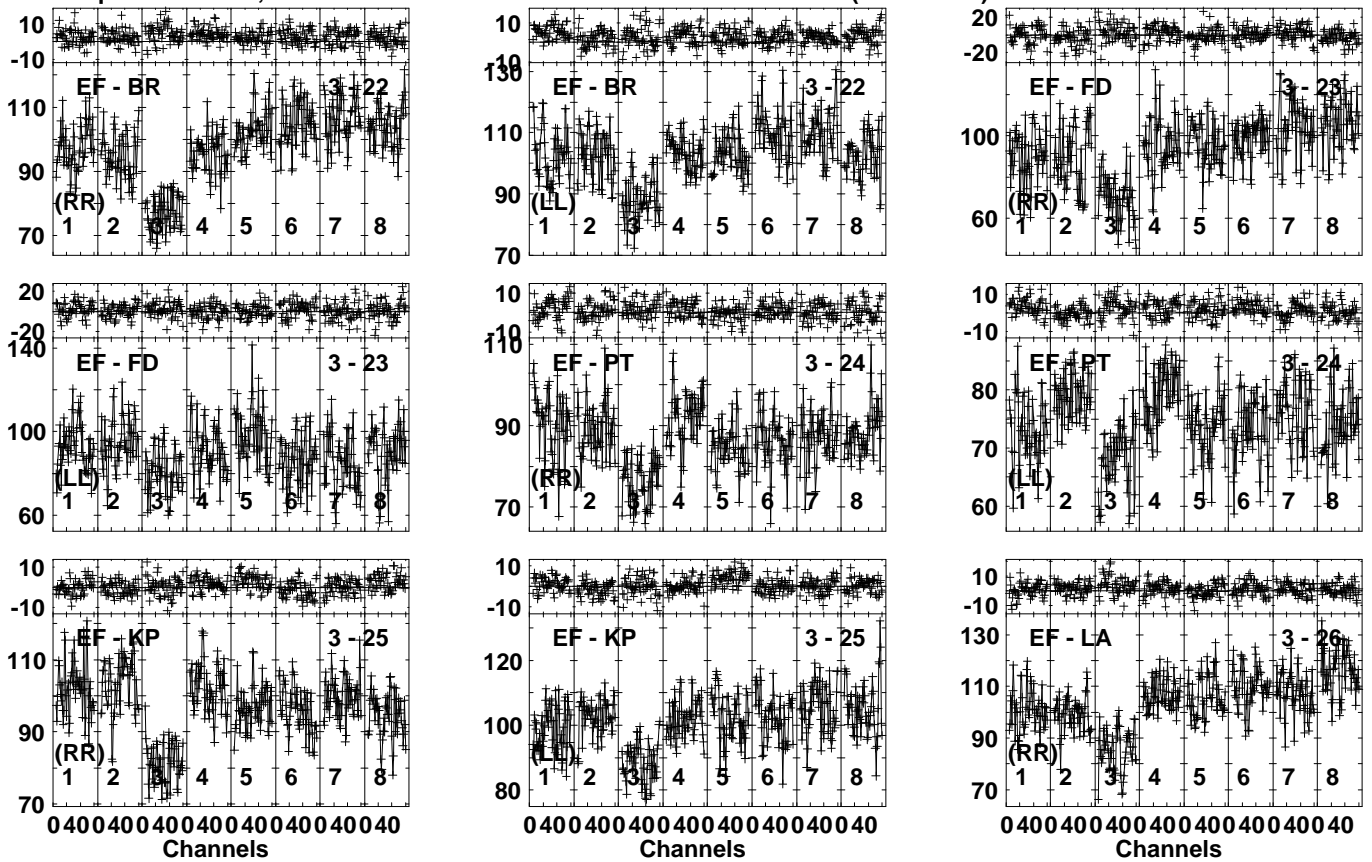 10 10 20
-10 -10 -20
EF - BR 3 - 22
110
90
(RR)
70
1 2 3 4 5 6 7 8
130
EF - BR 3 - 22
110
90
(LL)
1 2 3 4 5 6 7 8
70
EF - FD 3 - 23
100
(RR)
60
1 2 3 4 5 6 7 8
20 10 10
-20 -10 -10
140
EF - FD 3 - 23
100
(LL)
60
1 2 3 4 5 6 7 8
110
EF - PT 3 - 24
90
(RR)
70
1 2 3 4 5 6 7 8
EF - PT 3 - 24
80
70
(LL)
60
1 2 3 4 5 6 7 8
10 10 10
-10 -10 -10
EF - KP 3 - 25
110
90
(RR)
1 2 3 4 5 6 7 8
70
EF - KP 3 - 25
120
100
(LL)
1 2 3 4 5 6 7 8
80
EF - LA 3 - 26
130
110
90
(RR)
1 2 3 4 5 6 7 8
70
0 40 0 40 0 40 0 40 0 40 0 40 0 40 0 40
Channels
0 40 0 40 0 40 0 40 0 40 0 40 0 40 0 40
Channels
0 40 0 40 0 40 0 40 0 40 0 40 0 40 0 40
Channels